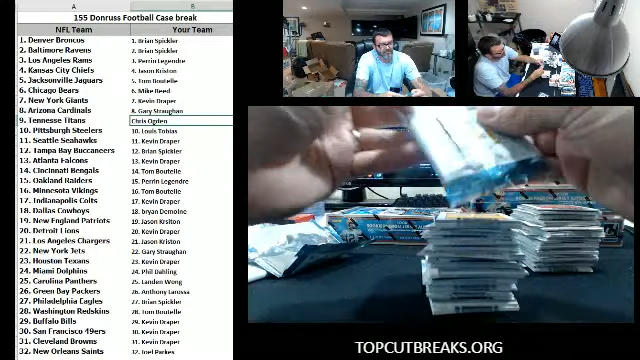 A B
155 Donruss Football Case break
NFL Team Your Team
1. Denver Broncos 1. Brian Spickler
2. Baltimore Ravens 2. Brian Spickler
3. Los Angeles Rams 3. Perrin Legendre
4. Kansas City Chiefs 4. Jason Kriston
5. Jacksonville Jaguars 5. Tom Boutelle
6. Chicago Bears 6. Mike Reed
7. New York Giants 7. Kevin Draper
8. Arizona Cardinals 8. Gary Straughan
9. Tennesse Titans Chris Ogden
10. Pittsburgh Steelers 10. Louis Tobias
11. Seattle Seahawks 11. Kevin Draper
12. Tampa Bay Buccaneers 12. Brian Spickler
13. Atlanta Falcons 13. Kevin Draper
14. Cincinnati Bengals 14. Tom Boutelle
15. Oakland Raiders 15. Perrin Legendre
16. Minnesota Vikings 16. Tom Boutelle
17. Indianapolis Colts 17. Kevin Draper
18. Dallas Cowboys 18. bryan Demoine
19. New England Patriots 19. Jason Kriston
20. Detroit Lions 20. Kevin Draper
21. Los Angeles Chargers 21. Jason Kriston
22. New York Jets 22. Gary Straughan
23. Houston Texans 23. Kevin Draper
24. Miami Dolphins 24. Phil Dahling
25. Carolina Panthers 25. Landen Wong
26. Green Bay Packers 26. Anthony Larossa
27. Philadelphia Eagles 27. Brian Spickler
28. Washington Redskins 28. Tom Boutelle
29. Buffalo Bills 29. Kevin Draper
30. San Francisco 49ers 30. Kevin Draper
31. Cleveland Browns 31. Kevin Draper
32. New Orleans Saints 32. Joel Parkes
TOPCUTBREAKS.ORG